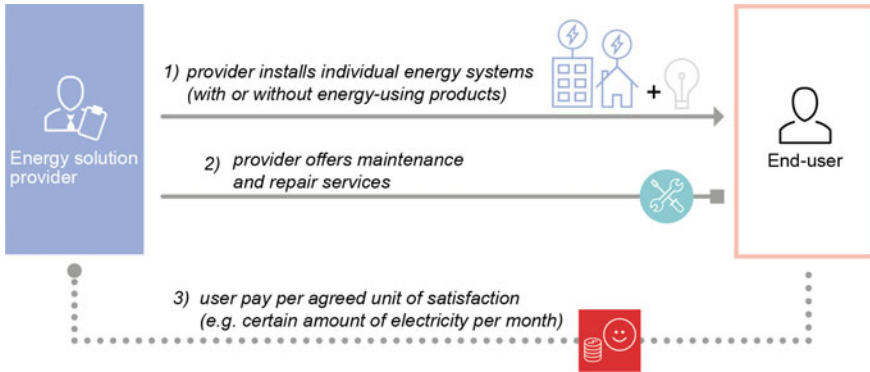 1) provider installs individual energy systems
(with or without energy-using products)
+
Energy solution
provider
2) provider offers maintenance
and repair services
End-user
3) user pay per agreed unit of satisfaction
(e.g. certain amount of electricity per month)